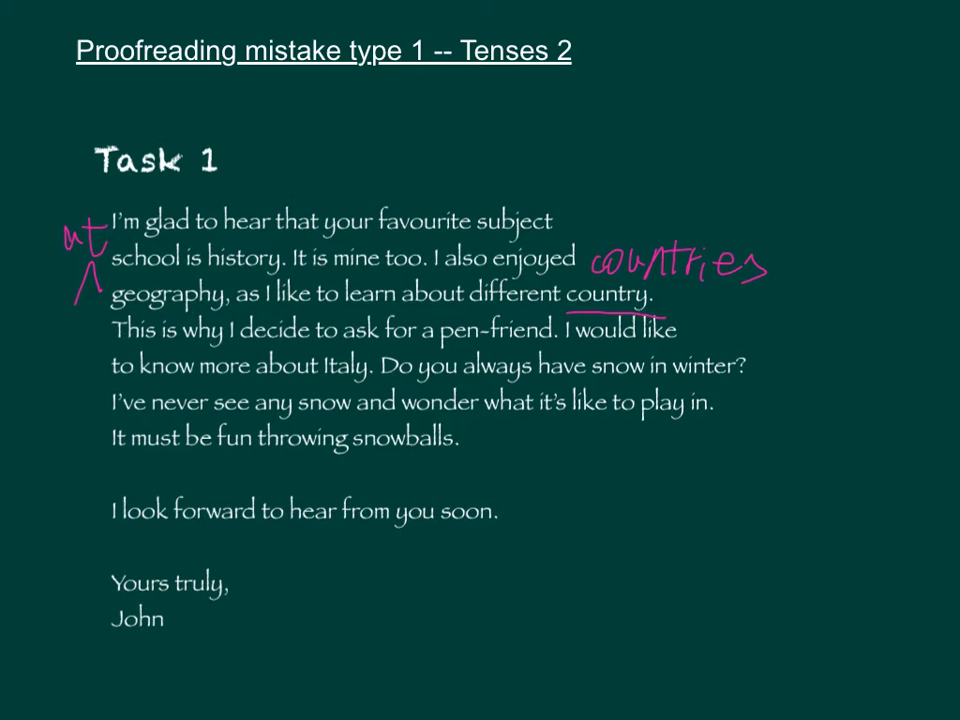 Proofreading mistake type 1 -- Tenses 2
Task 1
I'm glad to hear that your favourite subject
at
school is history. It is mine too. I also enjoyed
countries
geography, as I like to learn about different country.
This is why I decide to ask for a pen-friend. I would like
to know more about Italy. Do you always have snow in winter?
I've never see any snow and wonder what it's like to play in.
It must be fun throwing snowballs.
I look forward to hear from you soon.
Yours truly,
John